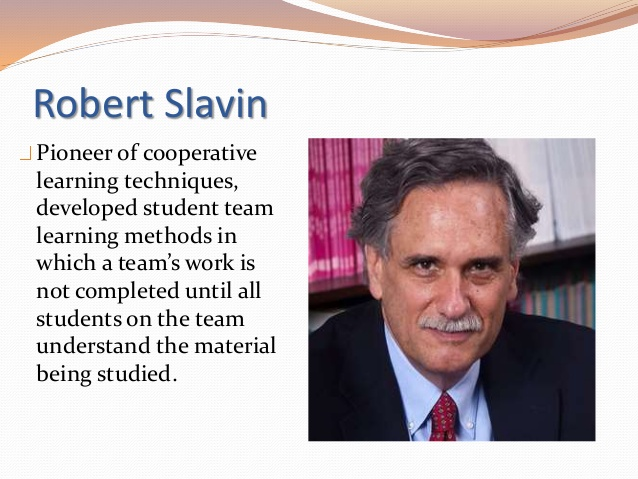 Robert Slavin
Pioneer of cooperative
learning techniques,
developed student team
learning methods in
which a team’s work is
not completed until all
students on the team
understand the material
being studied.